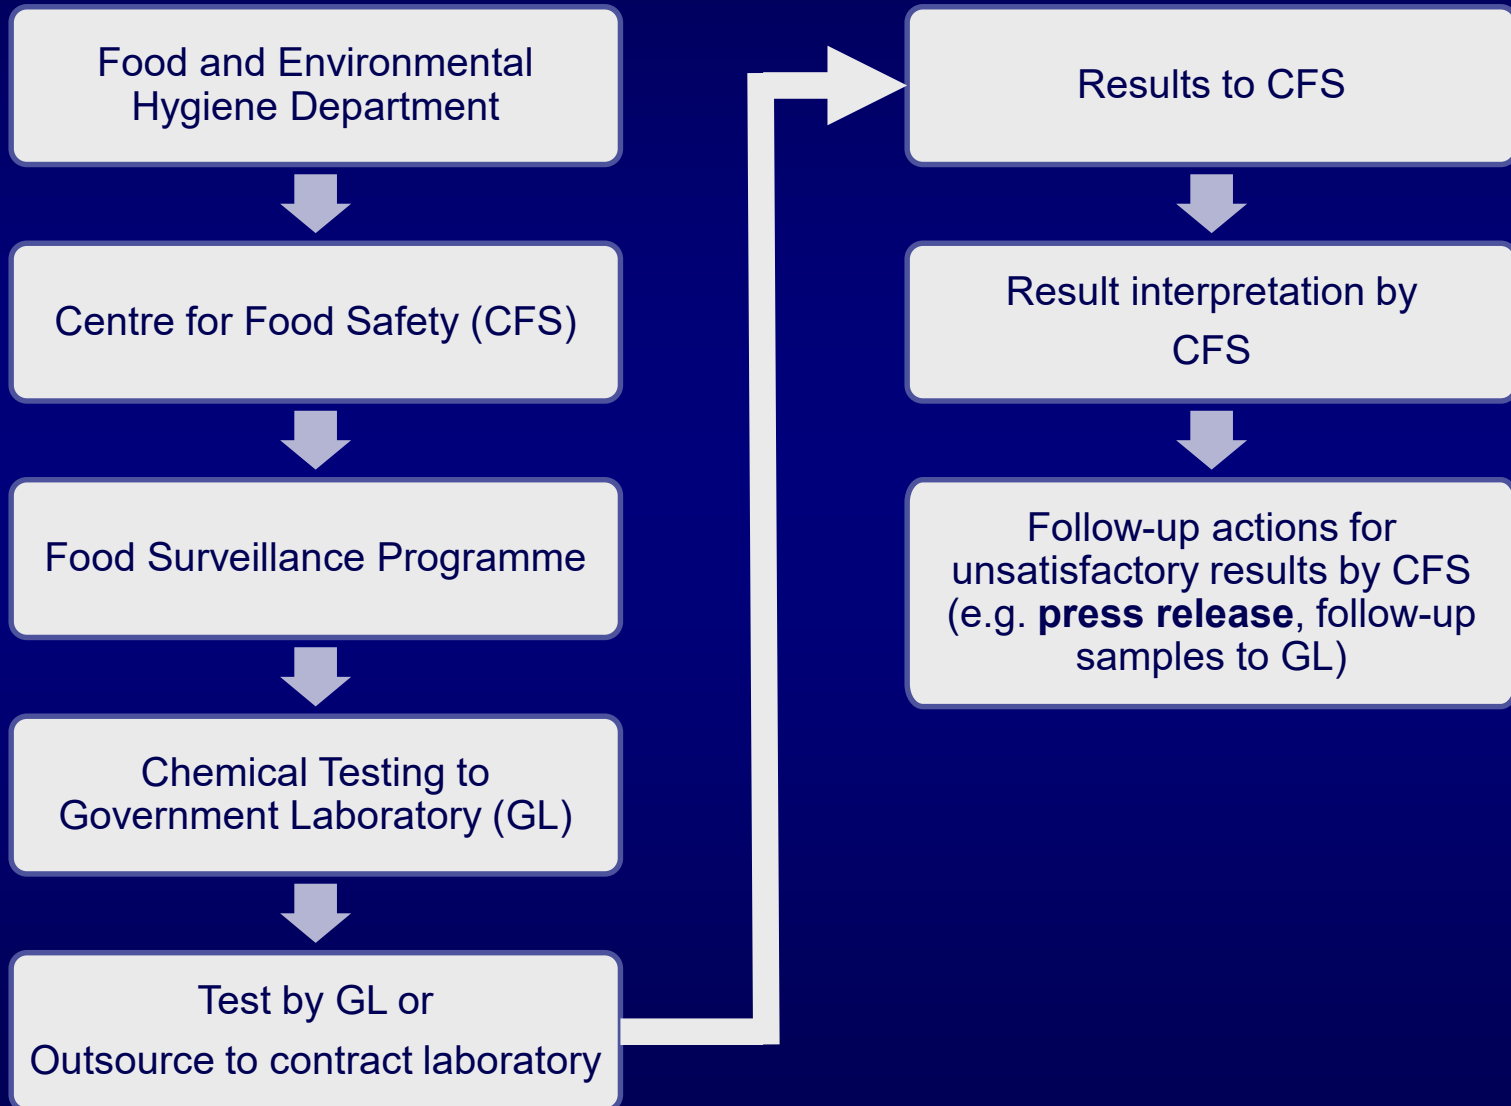 Food and Environmental
Hygiene Department
Centre for Food Safety (CFS)
Food Surveillance Programme
Chemical Testing to
Government Laboratory (GL)
Test by GL or
Outsource to contract laboratory
Results to CFS
Result interpretation by
CFS
Follow-up actions for
unsatisfactory results by CFS
(e.g. press release, follow-up
samples to GL)